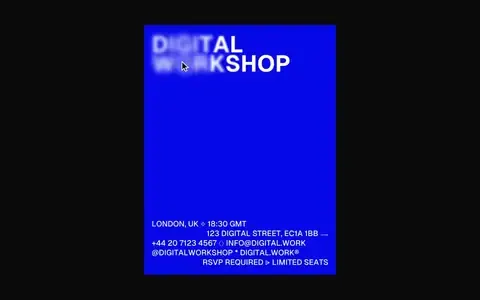 DIGITAL
WORKSHOP
LONDON, UK ✧ 18:30 GMT
123 DIGITAL STREET, EC1A 1BB —
+44 20 7123 4567 ◇ INFO@DIGITAL.WORK
@DIGITALWORKSHOP * DIGITAL.WORK®
RSVP REQUIRED ▹ LIMITED SEATS